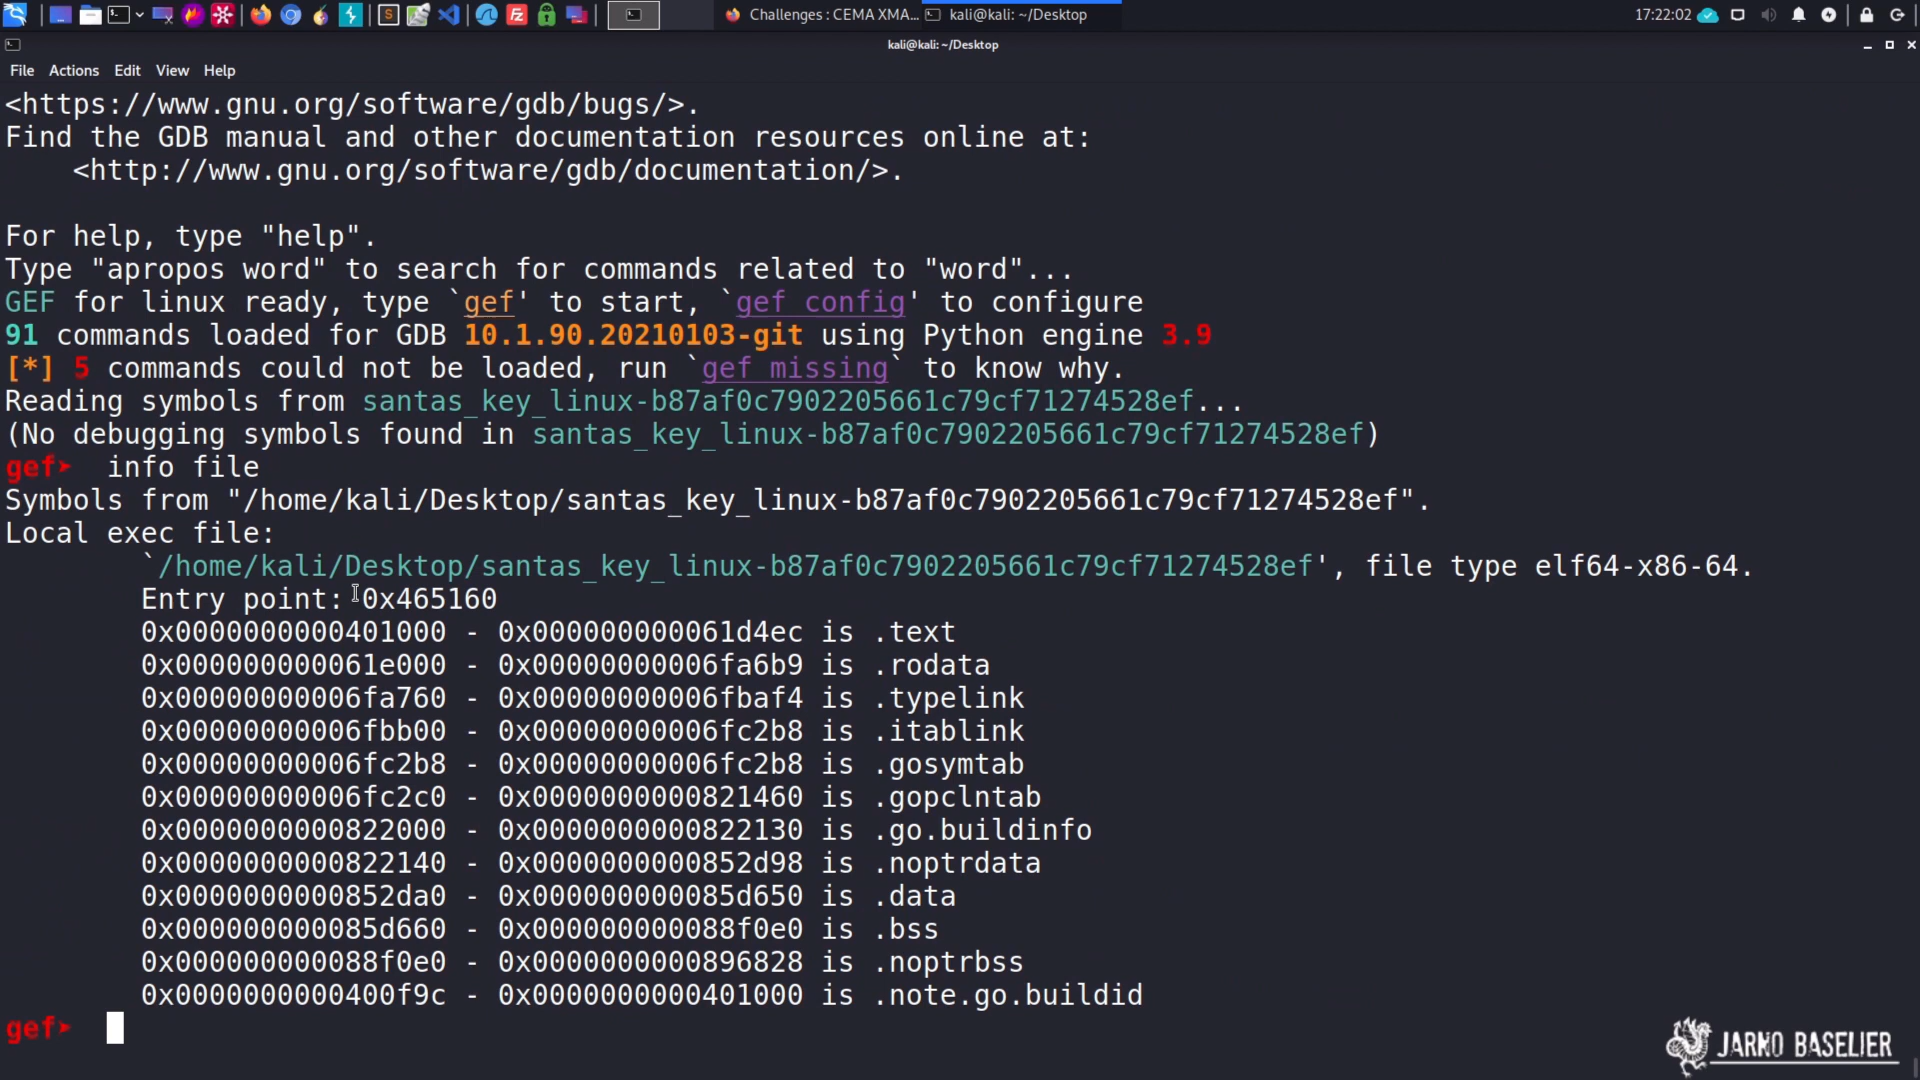 Challenges : CEMA XMA...
kali@kali: ~/Desktop
17:22:02
kali@kali: ~/Desktop
File Actions Edit View Help
<https://www.gnu.org/software/gdb/bugs/>.
Find the GDB manual and other documentation resources online at:
    <http://www.gnu.org/software/gdb/documentation/>.
For help, type "help".
Type "apropos word" to search for commands related to "word"...
GEF for linux ready, type `gef' to start, `gef config' to configure
91 commands loaded for GDB 10.1.90.20210103-git using Python engine 3.9
[*] 5 commands could not be loaded, run `gef missing` to know why.
Reading symbols from santas_key_linux-b87af0c7902205661c79cf71274528ef...
(No debugging symbols found in santas_key_linux-b87af0c7902205661c79cf71274528ef)
gef➤  info file
Symbols from "/home/kali/Desktop/santas_key_linux-b87af0c7902205661c79cf71274528ef".
Local exec file:
        `/home/kali/Desktop/santas_key_linux-b87af0c7902205661c79cf71274528ef', file type elf64-x86-64.
        Entry point: 0x465160
        0x0000000000401000 - 0x000000000061d4ec is .text
        0x000000000061e000 - 0x00000000006fa6b9 is .rodata
        0x00000000006fa760 - 0x00000000006fbaf4 is .typelink
        0x00000000006fbb00 - 0x00000000006fc2b8 is .itablink
        0x00000000006fc2b8 - 0x00000000006fc2b8 is .gosymtab
        0x00000000006fc2c0 - 0x0000000000821460 is .gopclntab
        0x0000000000822000 - 0x0000000000822130 is .go.buildinfo
        0x0000000000822140 - 0x0000000000852d98 is .noptrdata
        0x0000000000852da0 - 0x000000000085d650 is .data
        0x000000000085d660 - 0x000000000088f0e0 is .bss
        0x000000000088f0e0 - 0x0000000000896828 is .noptrbss
        0x0000000000400f9c - 0x0000000000401000 is .note.go.buildid
gef➤
JARNO BASELIER